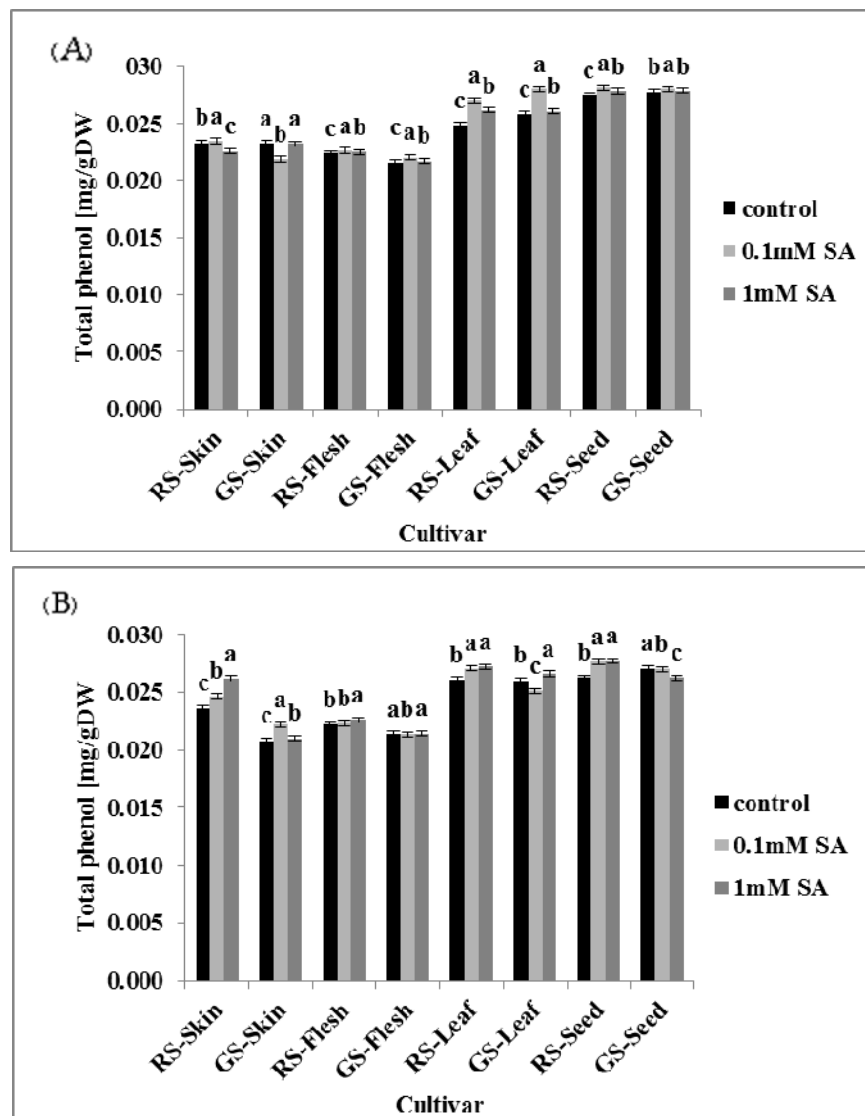 (A)
Total phenol [mg/gDW]
030
0.025
0.020
0.015
0.010
0.005
0.000
b a c
a b a
c a b
c a b
c a b
c a b
c a b
b a b
RS-Skin
GS-Skin
RS-Flesh
GS-Flesh
RS-Leaf
GS-Leaf
RS-Seed
GS-Seed
Cultivar
control
0.1mM SA
1mM SA
(B)
Total phenol [mg/gDW]
0.030
0.025
0.020
0.015
0.010
0.005
0.000
c b a
c a b
b b a
a b a
b a a
b c a
b a a
a b c
RS-Skin
GS-Skin
RS-Flesh
GS-Flesh
RS-Leaf
GS-Leaf
RS-Seed
GS-Seed
Cultivar
control
0.1mM SA
1mM SA